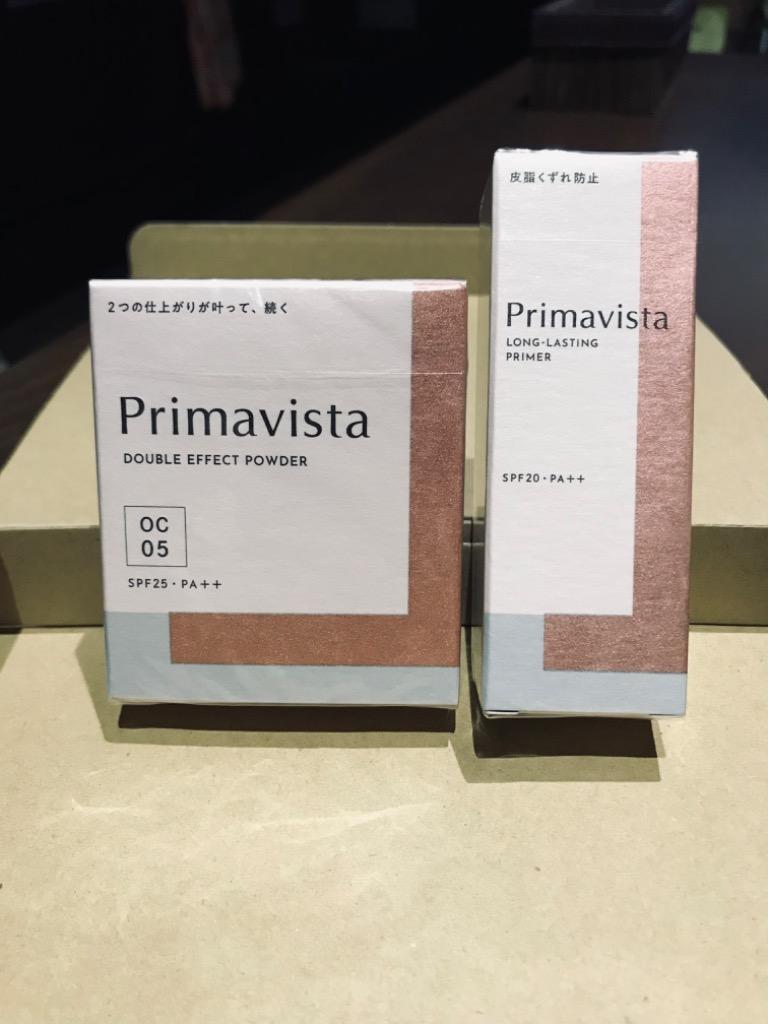 2つの仕上がりが叶って、続く
Primavista
DOUBLE EFFECT POWDER
OC
05
SPF25・PA++
皮脂くずれ防止
Primavista
LONG-LASTING
PRIMER
SPF20・PA++